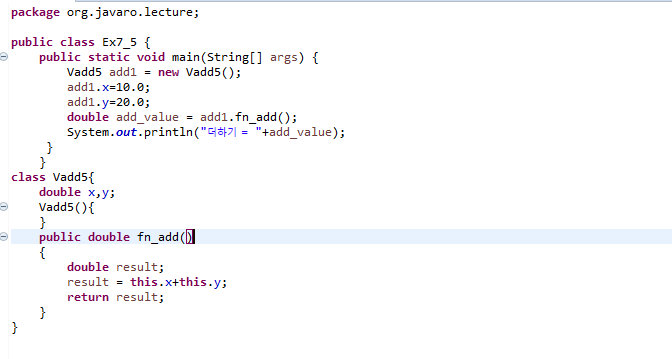 package org.javaro.lecture;
public class Ex7_5 {
public static void main(String[] args) {
Vadd5 add1 = new Vadd5();
add1.x=10.0;
add1.y=20.0;
double add_value = add1.fn_add();
System.out.println("더하기 = "+add_value);
}
}
class Vadd5{
double x,y;
Vadd5(){
}
public double fn_add()
{
double result;
result = this.x+this.y;
return result;
}
}